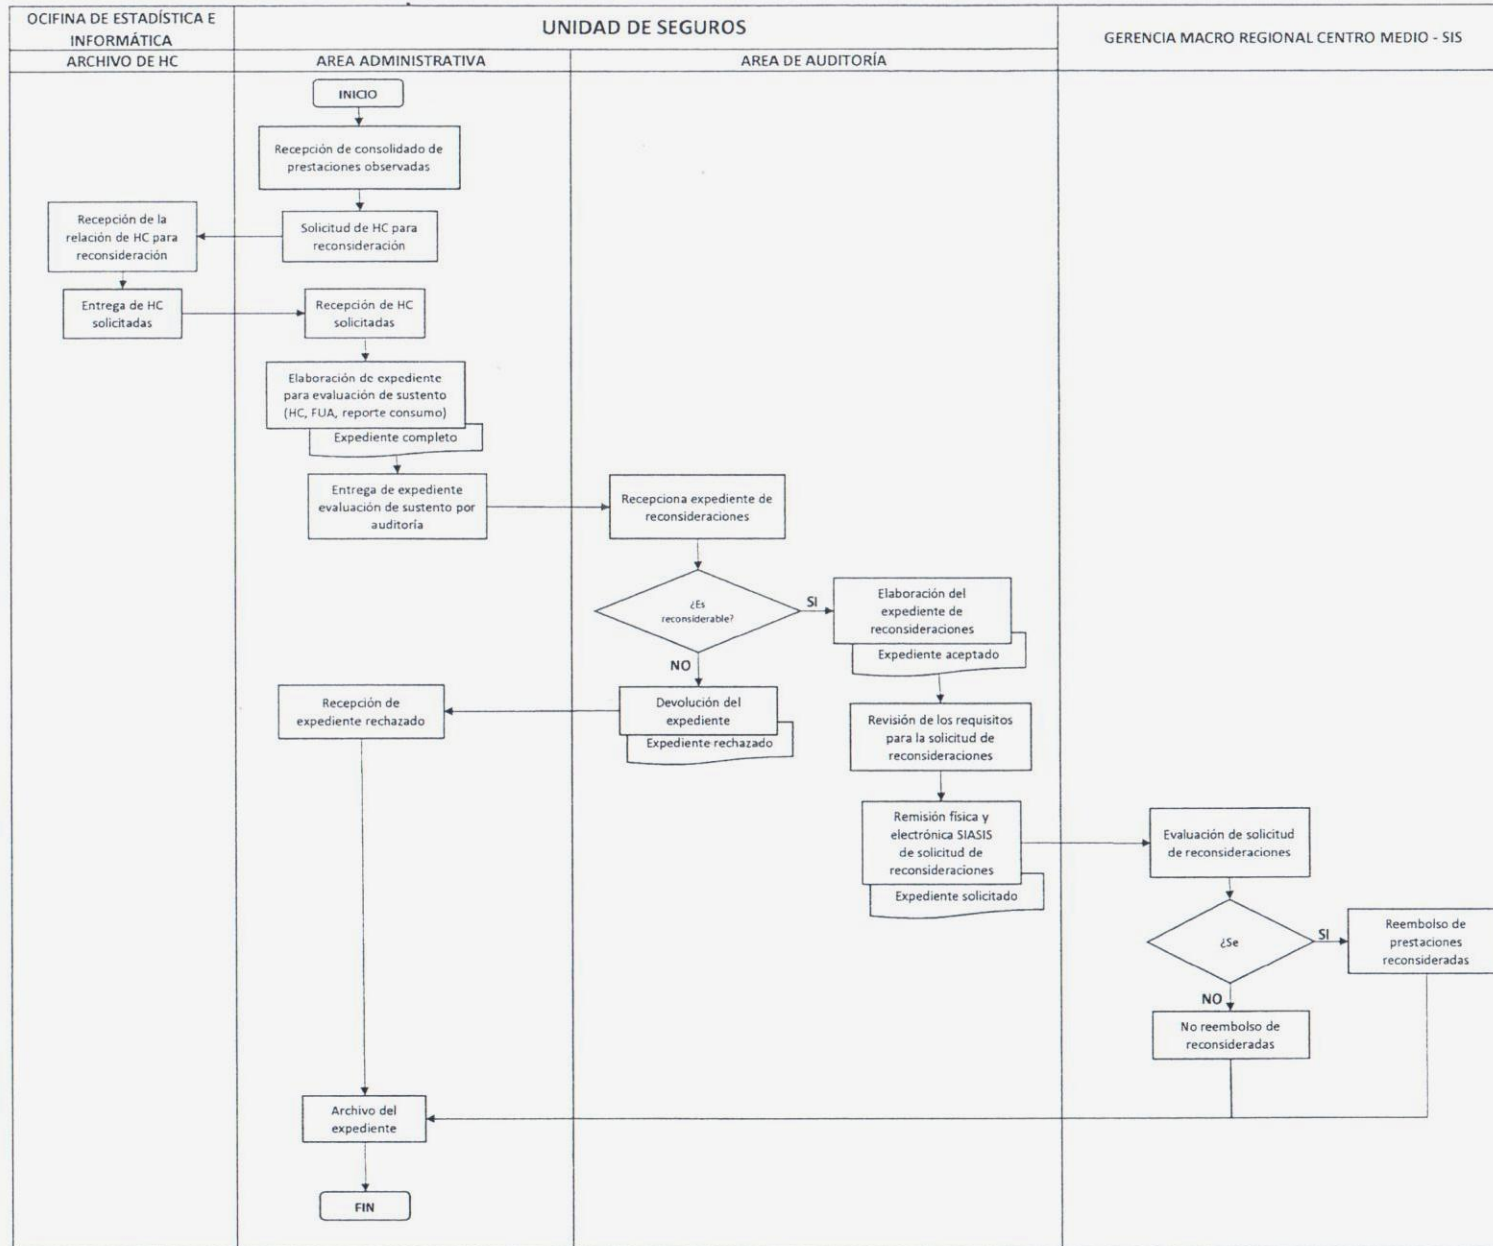 OCIFINA DE ESTADÍSTICA E
INFORMÁTICA
UNIDAD DE SEGUROS
GERENCIA MACRO REGIONAL CENTRO MEDIO - SIS
ARCHIVO DE HC
AREA ADMINISTRATIVA
AREA DE AUDITORÍA
INICIO
Recepción de consolidado de
prestaciones observadas
Recepción de la
relación de HC para
reconsideración
Solicitud de HC para
reconsideración
Entrega de HC
solicitadas
Recepción de HC
solicitadas
Elaboración de expediente
para evaluación de sustento
(HC, FUA, reporte consumo)
Expediente completo
Entrega de expediente
evaluación de sustento por
auditoría
Recepciona expediente de
reconsideraciones
¿Es
reconsiderable?
SI
Elaboración del
expediente de
reconsideraciones
Expediente aceptado
NO
Recepción de
expediente rechazado
Devolución del
expediente
Expediente rechazado
Revisión de los requisitos
para la solicitud de
reconsideraciones
Remisión física y
electrónica SIASIS
de solicitud de
reconsideraciones
Expediente solicitado
Evaluación de solicitud
de reconsideraciones
¿Se
SI
Reembolso de
prestaciones
reconsideradas
NO
No reembolso de
reconsideradas
Archivo del
expediente
FIN